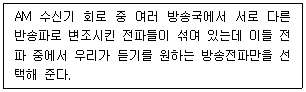 AM 수신기 회로 중 여러 방송국에서 서로 다른
반송파로 변조시킨 전파들이 섞여 있는데 이들 전
파 중에서 우리가 듣기를 원하는 방송전파만을 선
택해 준다.